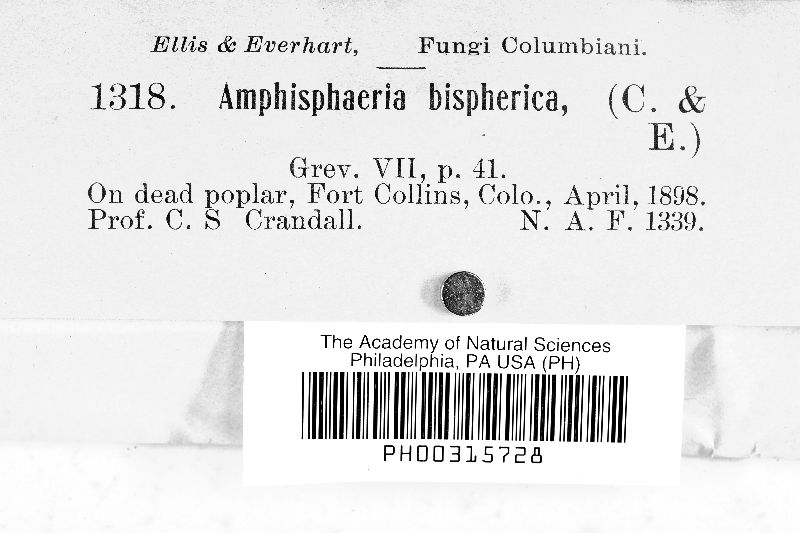 Ellis & Everhart, Fungi Columbiani.
1318. Amphisphaeria bispherica, (C. &
E.)
Grev. VII, p. 41.
On dead poplar, Fort Collins, Colo., April, 1898.
Prof. C. S Crandall. N. A. F. 1339.
The Academy of Natural Sciences
Philadelphia, PA USA (PH)
PH00315728